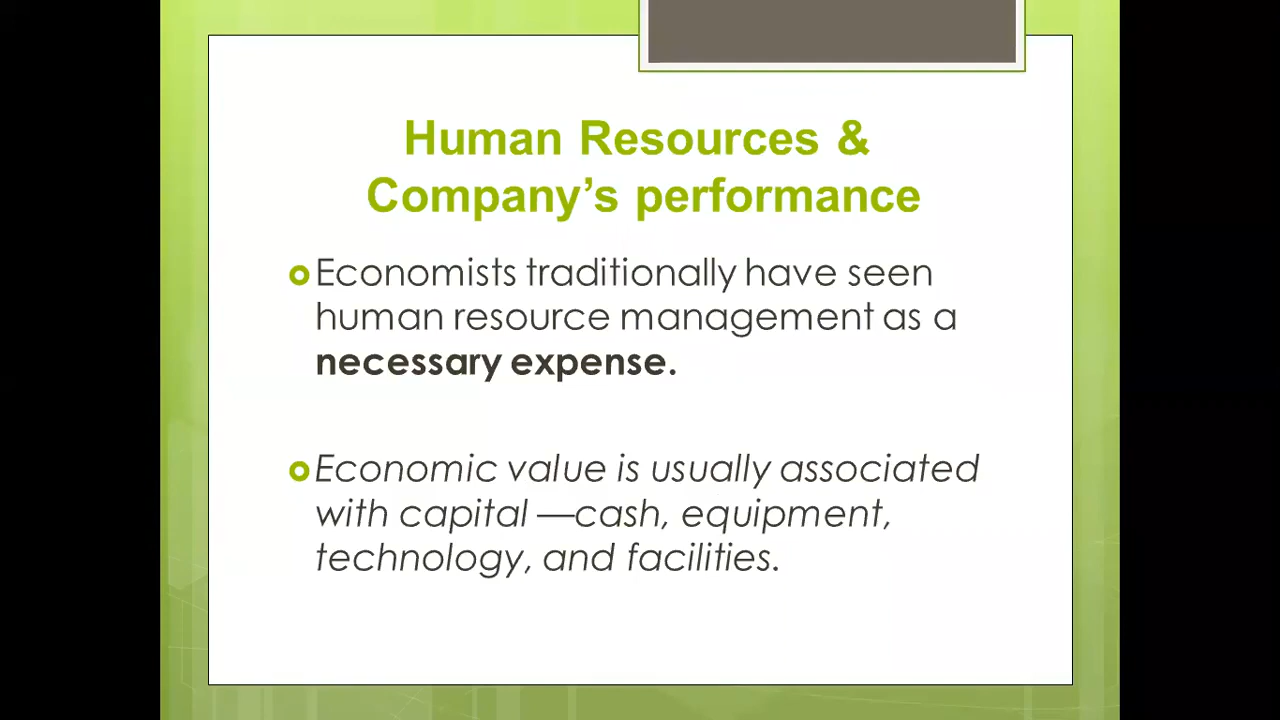 Human Resources &
Company’s performance
Economists traditionally have seen
human resource management as a
necessary expense.
Economic value is usually associated
with capital —cash, equipment,
technology, and facilities.